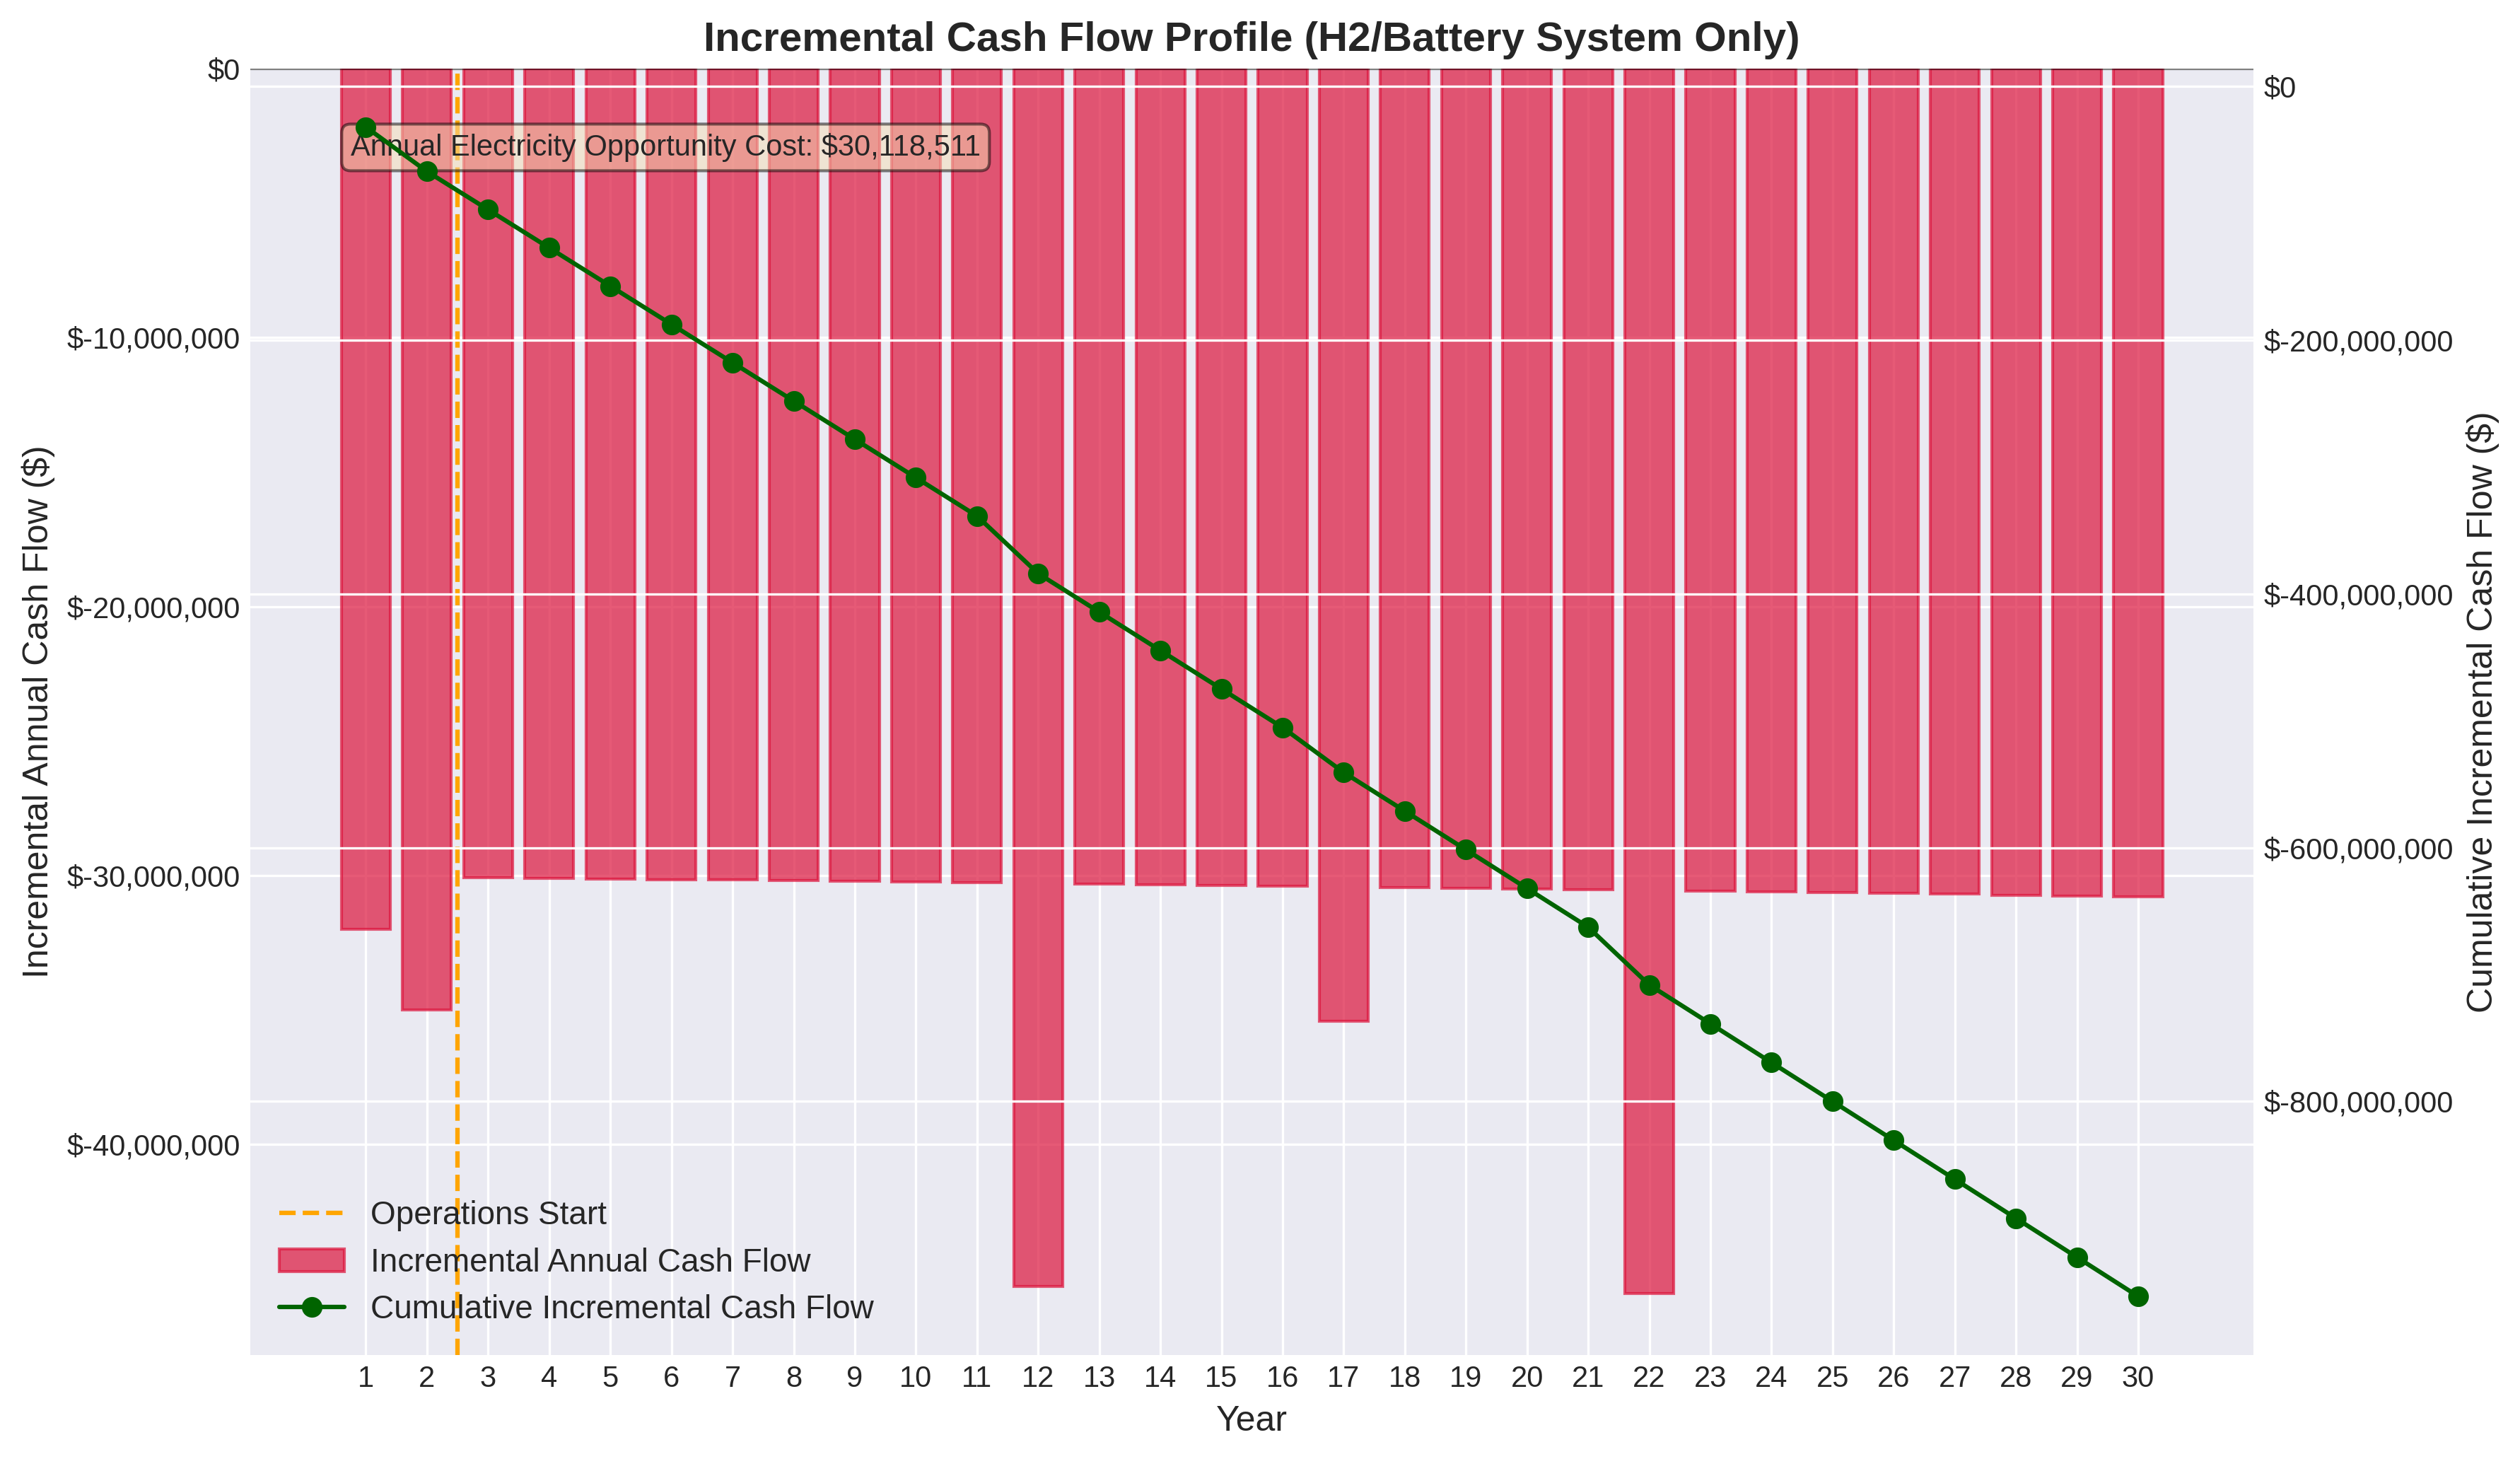 Incremental Cash Flow Profile (H2/Battery System Only)
$0
$-10,000,000
$-20,000,000
$-30,000,000
$-40,000,000
Incremental Annual Cash Flow ($)
Annual Electricity Opportunity Cost: $30,118,511
Operations Start
Incremental Annual Cash Flow
Cumulative Incremental Cash Flow
1 2 3 4 5 6 7 8 9 10 11 12 13 14 15 16 17 18 19 20 21 22 23 24 25 26 27 28 29 30
Year
$0
$-200,000,000
$-400,000,000
$-600,000,000
$-800,000,000
Cumulative Incremental Cash Flow ($)